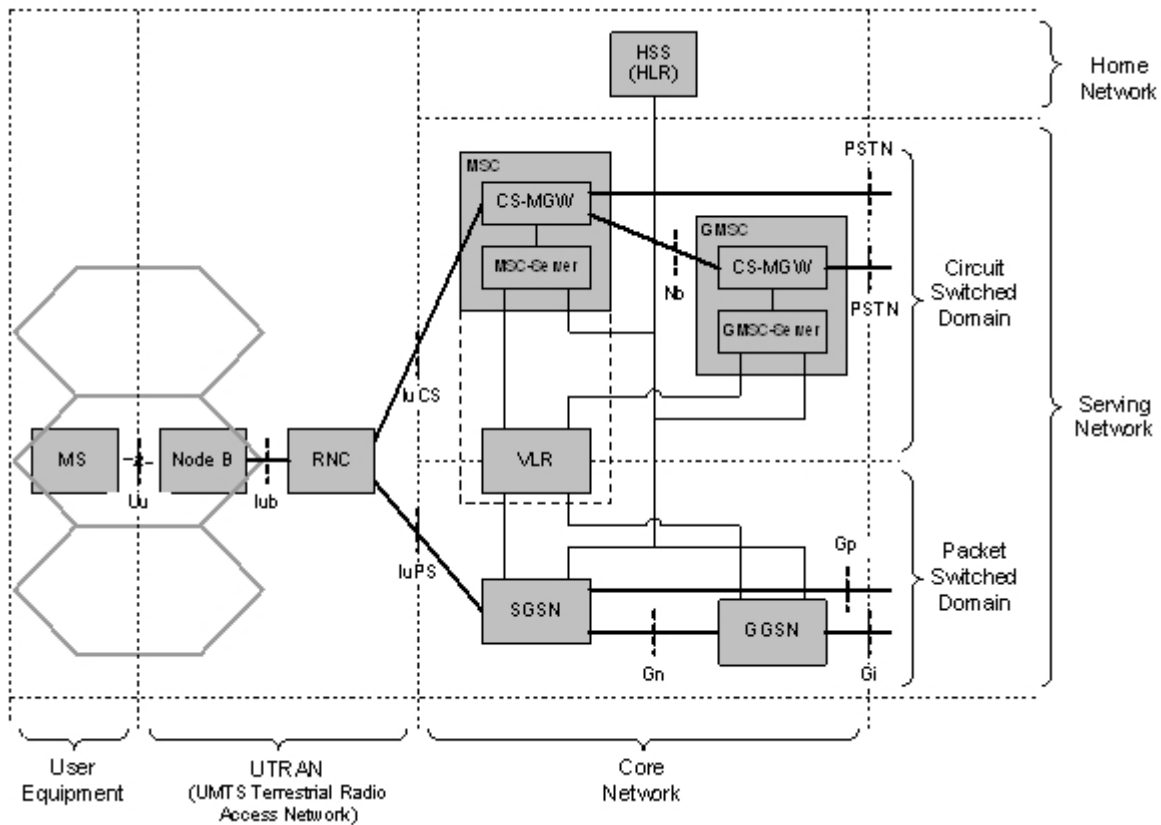 HSS
(HLR)
Home
Network
PSTN
MSC
CS-MGW
GMSC
MSC-Server
CS-MGW
Nb
PSTN
GMSC-Server
Circuit
Switched
Domain
Iu CS
Serving
Network
MS
Node B
RNC
VLR
Uu
Iub
Iu PS
Gp
Packet
Switched
Domain
SGSN
GGSN
Gn
Gi
User
Equipment
UTRAN
(UMTS Terrestrial Radio
Access Network)
Core
Network